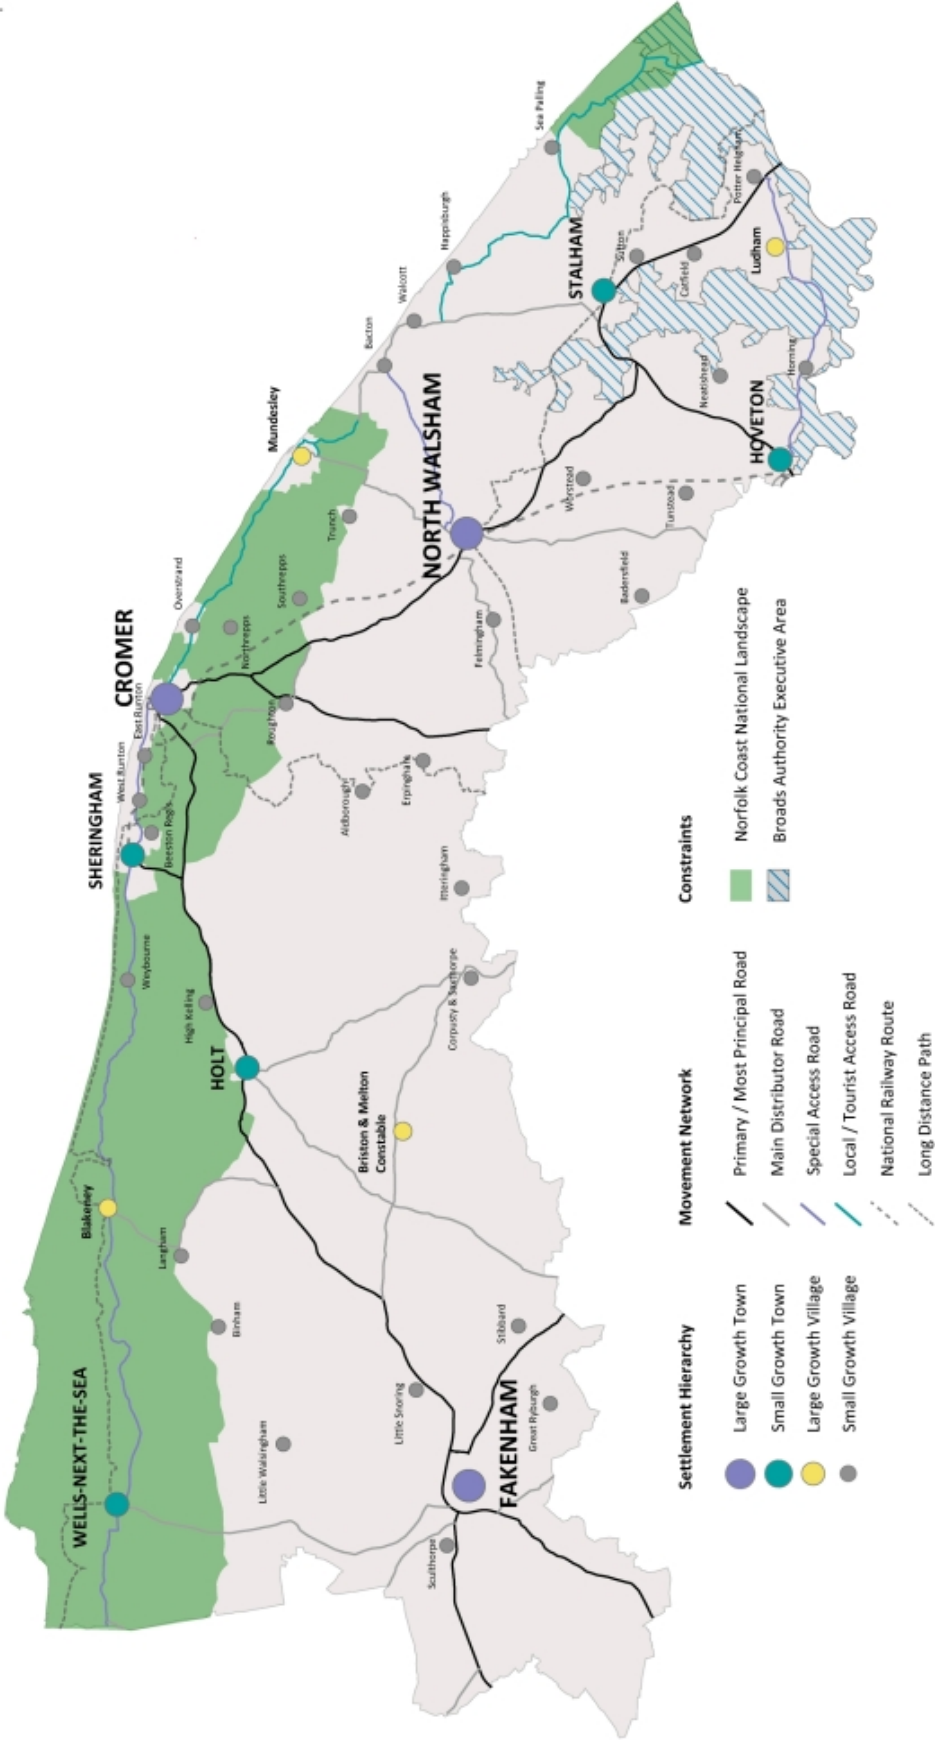 WELLS-NEXT-THE-SEA
Blakeney
Weybourne
SHERINGHAM
Beeston Regis
West Runton
East Runton
CROMER
Overstrand
Northrepps
Southrepps
Trunch
Mundesley
Bacton
Walcott
Happisburgh
Sea Palling
Langham
Binham
Little Walsingham
High Kelling
HOLT
Roughton
Aldborough
Erpingham
Itteringham
Corpusty & Saxthorpe
Briston & Melton
Constable
Little Snoring
Stibbard
Great Ryburgh
FAKENHAM
Sculthorpe
NORTH WALSHAM
Felmingham
Worstead
Tunstead
Badersfield
STALHAM
Sutton
Catfield
Potter Heigham
Ludham
Horning
Neatishead
HOVETON
Settlement Hierarchy
Large Growth Town
Small Growth Town
Large Growth Village
Small Growth Village
Movement Network
Primary / Most Principal Road
Main Distributor Road
Special Access Road
Local / Tourist Access Road
National Railway Route
Long Distance Path
Constraints
Norfolk Coast National Landscape
Broads Authority Executive Area